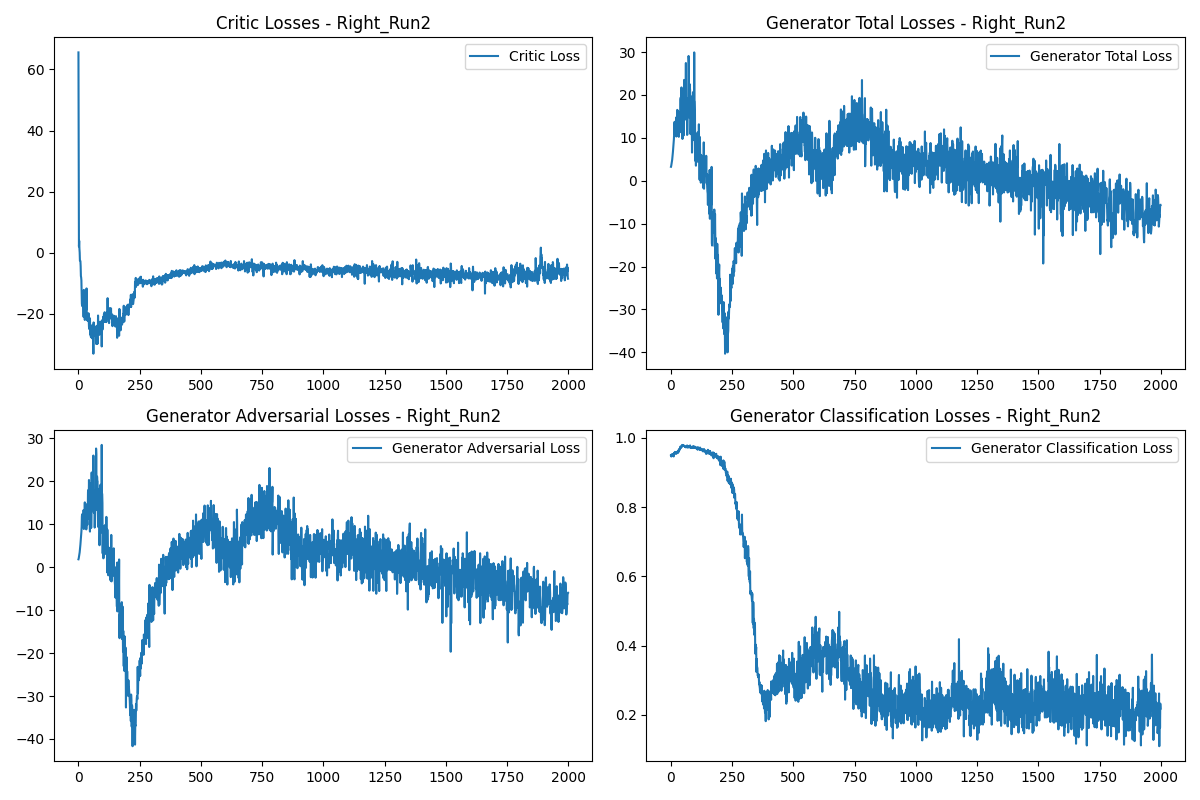 Critic Losses - Right_Run2
Critic Loss
60
40
20
0
−20
0 250 500 750 1000 1250 1500 1750 2000
Generator Total Losses - Right_Run2
Generator Total Loss
30
20
10
0
−10
−20
−30
−40
0 250 500 750 1000 1250 1500 1750 2000
Generator Adversarial Losses - Right_Run2
Generator Adversarial Loss
30
20
10
0
−10
−20
−30
−40
0 250 500 750 1000 1250 1500 1750 2000
Generator Classification Losses - Right_Run2
Generator Classification Loss
1.0
0.8
0.6
0.4
0.2
0 250 500 750 1000 1250 1500 1750 2000